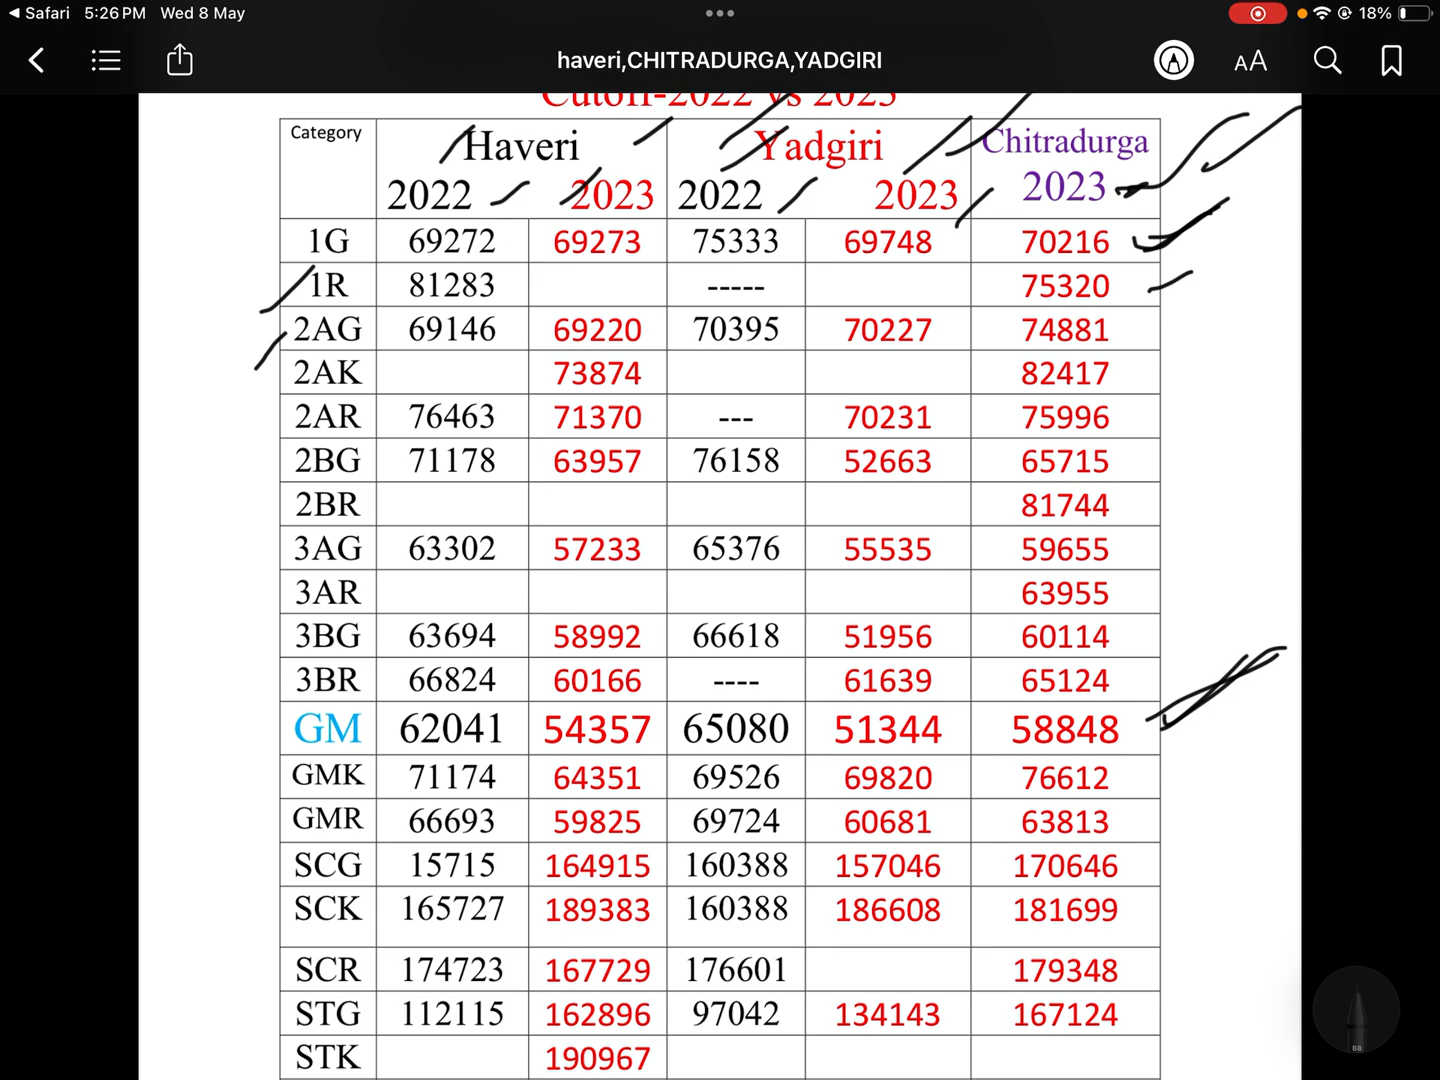 Safari 5:26 PM Wed 8 May 18%
haveri,CHITRADURGA,YADGIRI AA
Cutoff-2022 vs 2023
Category Haveri Yadgiri Chitradurga
2022 2023 2022 2023 2023
1G 69272 69273 75333 69748 70216
1R 81283 ----- 75320
2AG 69146 69220 70395 70227 74881
2AK 73874 82417
2AR 76463 71370 --- 70231 75996
2BG 71178 63957 76158 52663 65715
2BR 81744
3AG 63302 57233 65376 55535 59655
3AR 63955
3BG 63694 58992 66618 51956 60114
3BR 66824 60166 ---- 61639 65124
GM 62041 54357 65080 51344 58848
GMK 71174 64351 69526 69820 76612
GMR 66693 59825 69724 60681 63813
SCG 15715 164915 160388 157046 170646
SCK 165727 189383 160388 186608 181699
SCR 174723 167729 176601 179348
STG 112115 162896 97042 134143 167124
STK 190967
88